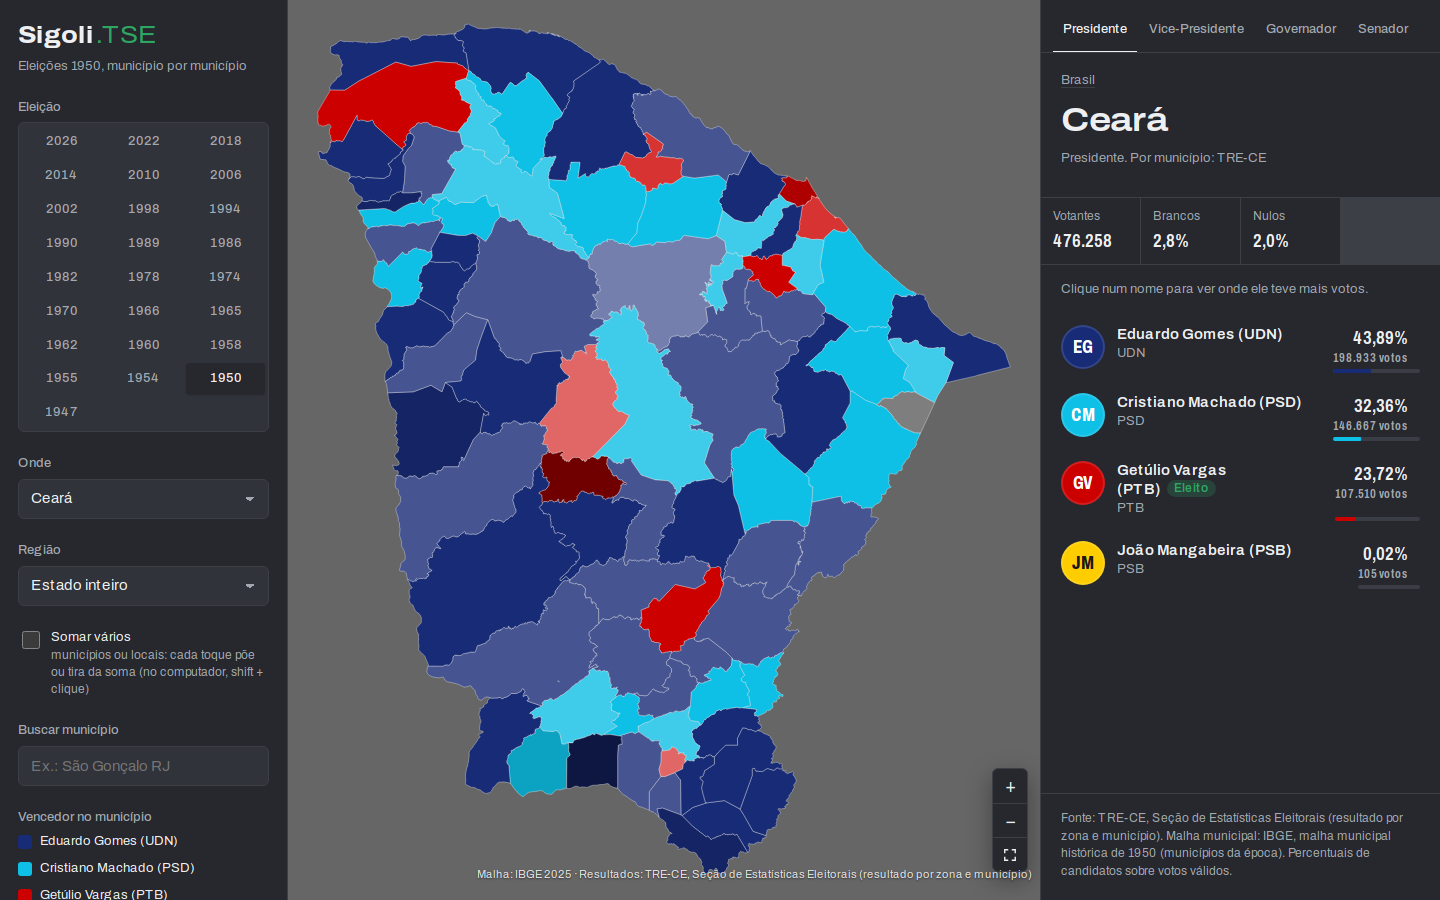 Sigoli.TSE
Eleições 1950, município por município
Eleição
2026 2022 2018
2014 2010 2006
2002 1998 1994
1990 1989 1986
1982 1978 1974
1970 1966 1965
1962 1960 1958
1955 1954 1950
1947
Onde
Ceará
Região
Estado inteiro
Somar vários
municípios ou locais: cada toque põe
ou tira da soma (no computador, shift +
clique)
Buscar município
Ex.: São Gonçalo RJ
Vencedor no município
Eduardo Gomes (UDN)
Cristiano Machado (PSD)
Getúlio Vargas (PTB)
+
−
Malha: IBGE 2025 · Resultados: TRE-CE, Seção de Estatísticas Eleitorais (resultado por zona e município)
Presidente Vice-Presidente Governador Senador
Brasil
Ceará
Presidente. Por município: TRE-CE
Votantes Brancos Nulos
476.258 2,8% 2,0%
Clique num nome para ver onde ele teve mais votos.
EG Eduardo Gomes (UDN) 43,89%
UDN 198.933 votos
CM Cristiano Machado (PSD) 32,36%
PSD 146.667 votos
GV Getúlio Vargas 23,72%
(PTB) Eleito 107.510 votos
PTB
JM João Mangabeira (PSB) 0,02%
PSB 105 votos
Fonte: TRE-CE, Seção de Estatísticas Eleitorais (resultado por
zona e município). Malha municipal: IBGE, malha municipal
histórica de 1950 (municípios da época). Percentuais de
candidatos sobre votos válidos.